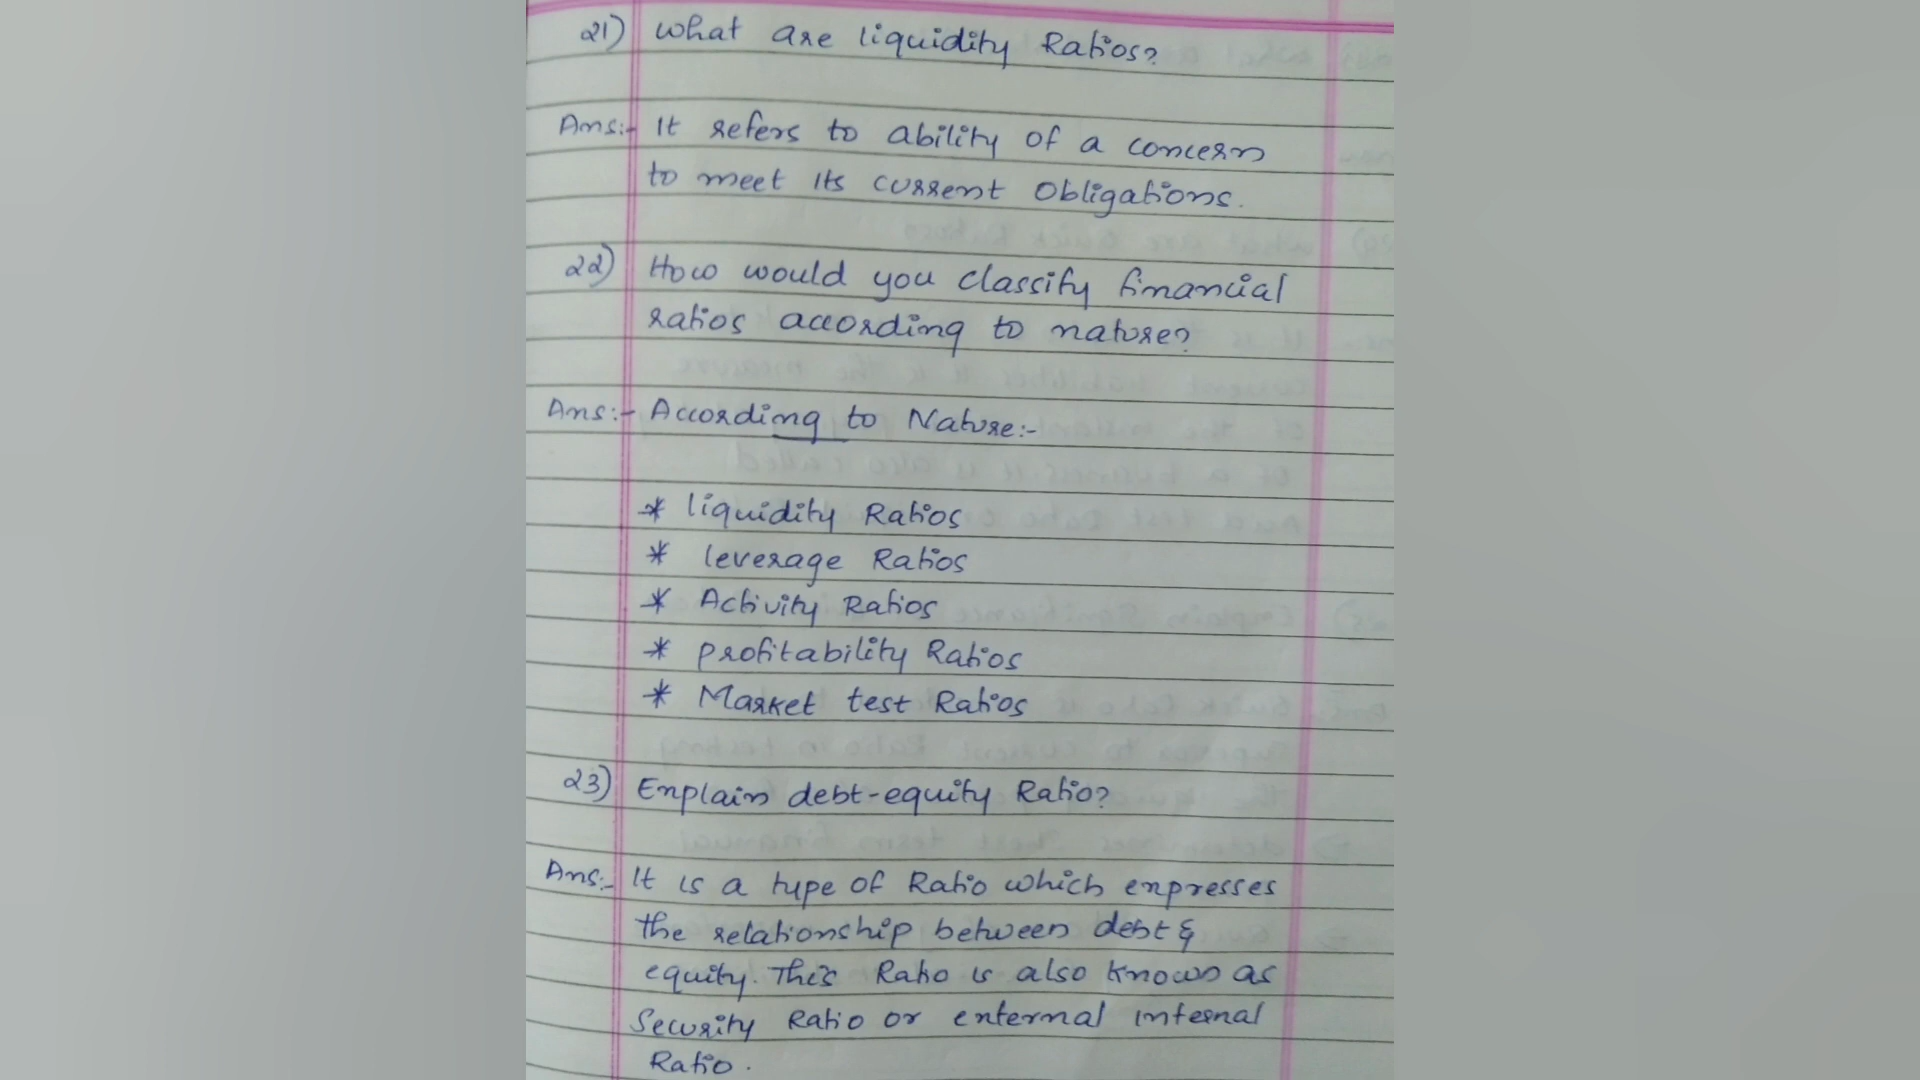 21) What are liquidity Ratios?
Ans:- It refers to ability of a concern
to meet its current obligations.
22) How would you classify financial
ratios according to nature?
Ans:- According to Nature:-
* liquidity Ratios
* leverage Ratios
* Activity Ratios
* profitability Ratios
* Market test Ratios
23) Explain debt-equity Ratio?
Ans:- It is a type of Ratio which expresses
the relationship between debt &
equity. This Ratio is also known as
Security Ratio or external internal
Ratio.